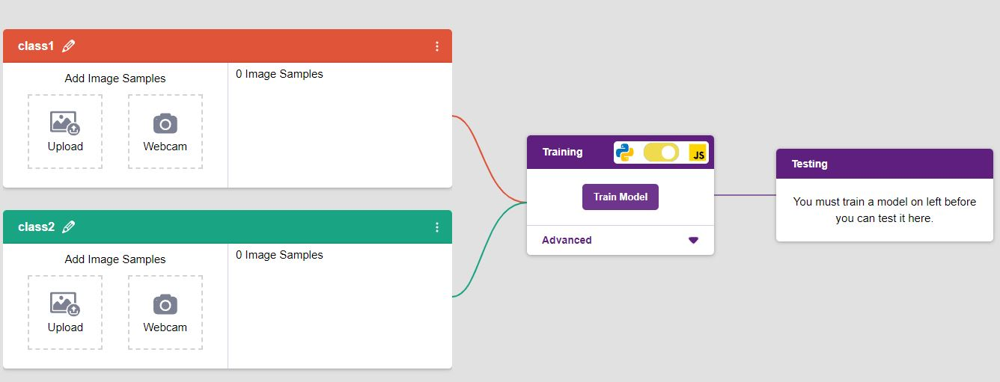 class1
Add Image Samples
Upload
Webcam
0 Image Samples
class2
Add Image Samples
Upload
Webcam
0 Image Samples
Training
JS
Train Model
Advanced
Testing
You must train a model on left before
you can test it here.